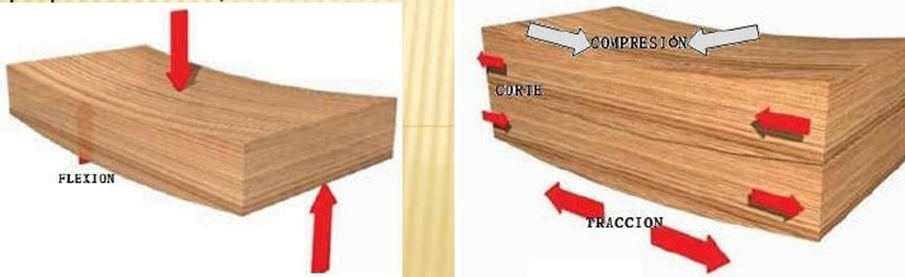 COMPRESIÓN
CORTE
FLEXION
TRACCION